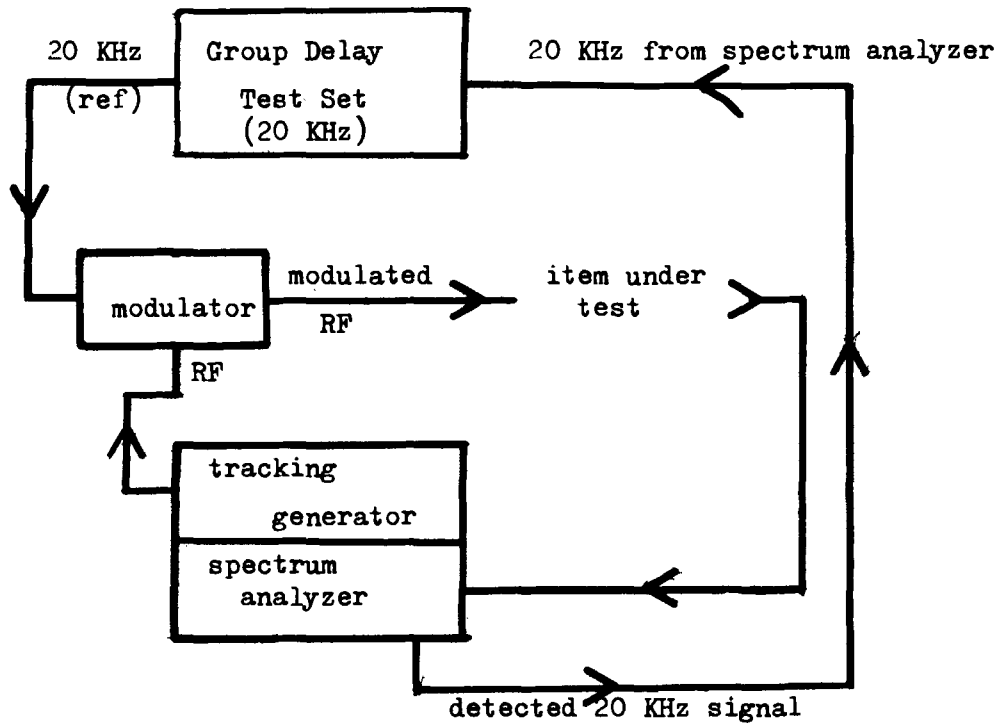 20 KHz
(ref)
Group Delay
Test Set
(20 KHz)
20 KHz from spectrum analyzer
modulator
modulated
RF
item under
test
RF
tracking
generator
spectrum
analyzer
detected 20 KHz signal